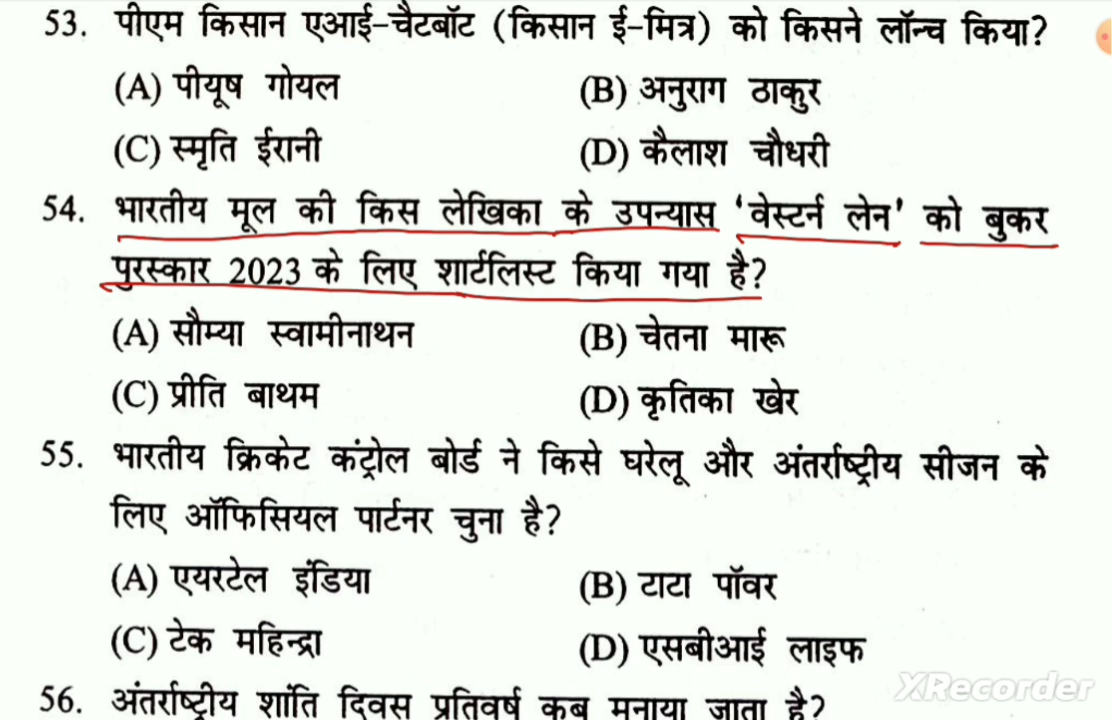 53. पीएम किसान एआई-चैटबॉट (किसान ई-मित्र) को किसने लॉन्च किया?
(A) पीयूष गोयल (B) अनुराग ठाकुर
(C) स्मृति ईरानी (D) कैलाश चौधरी
54. भारतीय मूल की किस लेखिका के उपन्यास 'वेस्टर्न लेन' को बुकर
पुरस्कार 2023 के लिए शार्टलिस्ट किया गया है?
(A) सौम्या स्वामीनाथन (B) चेतना मारू
(C) प्रीति बाथम (D) कृतिका खेर
55. भारतीय क्रिकेट कंट्रोल बोर्ड ने किसे घरेलू और अंतर्राष्ट्रीय सीजन के
लिए ऑफिसियल पार्टनर चुना है?
(A) एयरटेल इंडिया (B) टाटा पॉवर
(C) टेक महिन्द्रा (D) एसबीआई लाइफ
XRecorder
56. अंतर्राष्ट्रीय शांति दिवस प्रतिवर्ष कब मनाया जाता है?